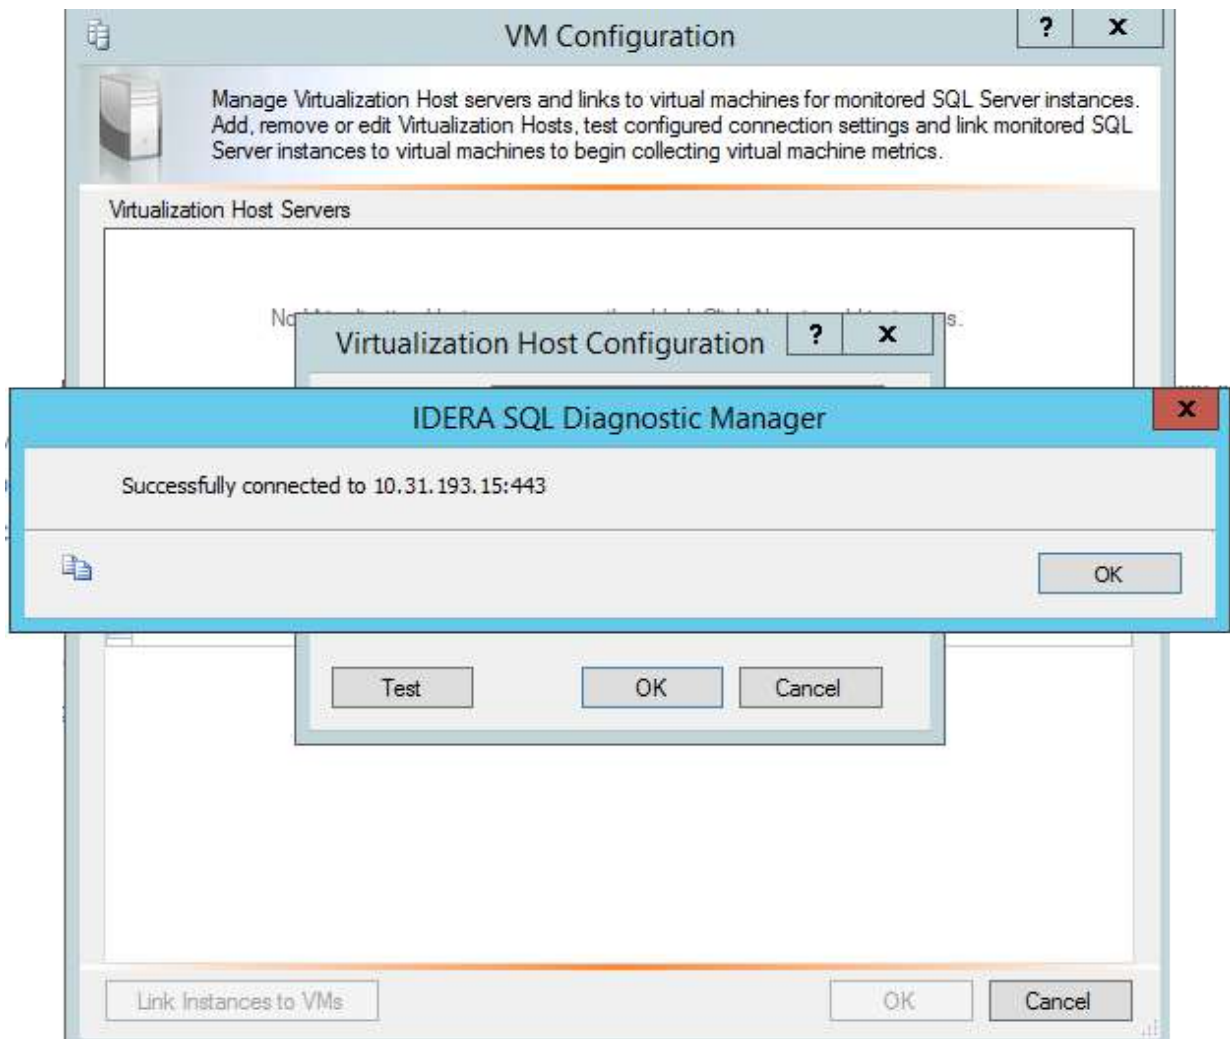 VM Configuration
? x
Manage Virtualization Host servers and links to virtual machines for monitored SQL Server instances.
Add, remove or edit Virtualization Hosts, test configured connection settings and link monitored SQL
Server instances to virtual machines to begin collecting virtual machine metrics.
Virtualization Host Servers
No
s.
Virtualization Host Configuration
? x
IDERA SQL Diagnostic Manager
x
Successfully connected to 10.31.193.15:443
OK
Test OK Cancel
Link Instances to VMs OK Cancel